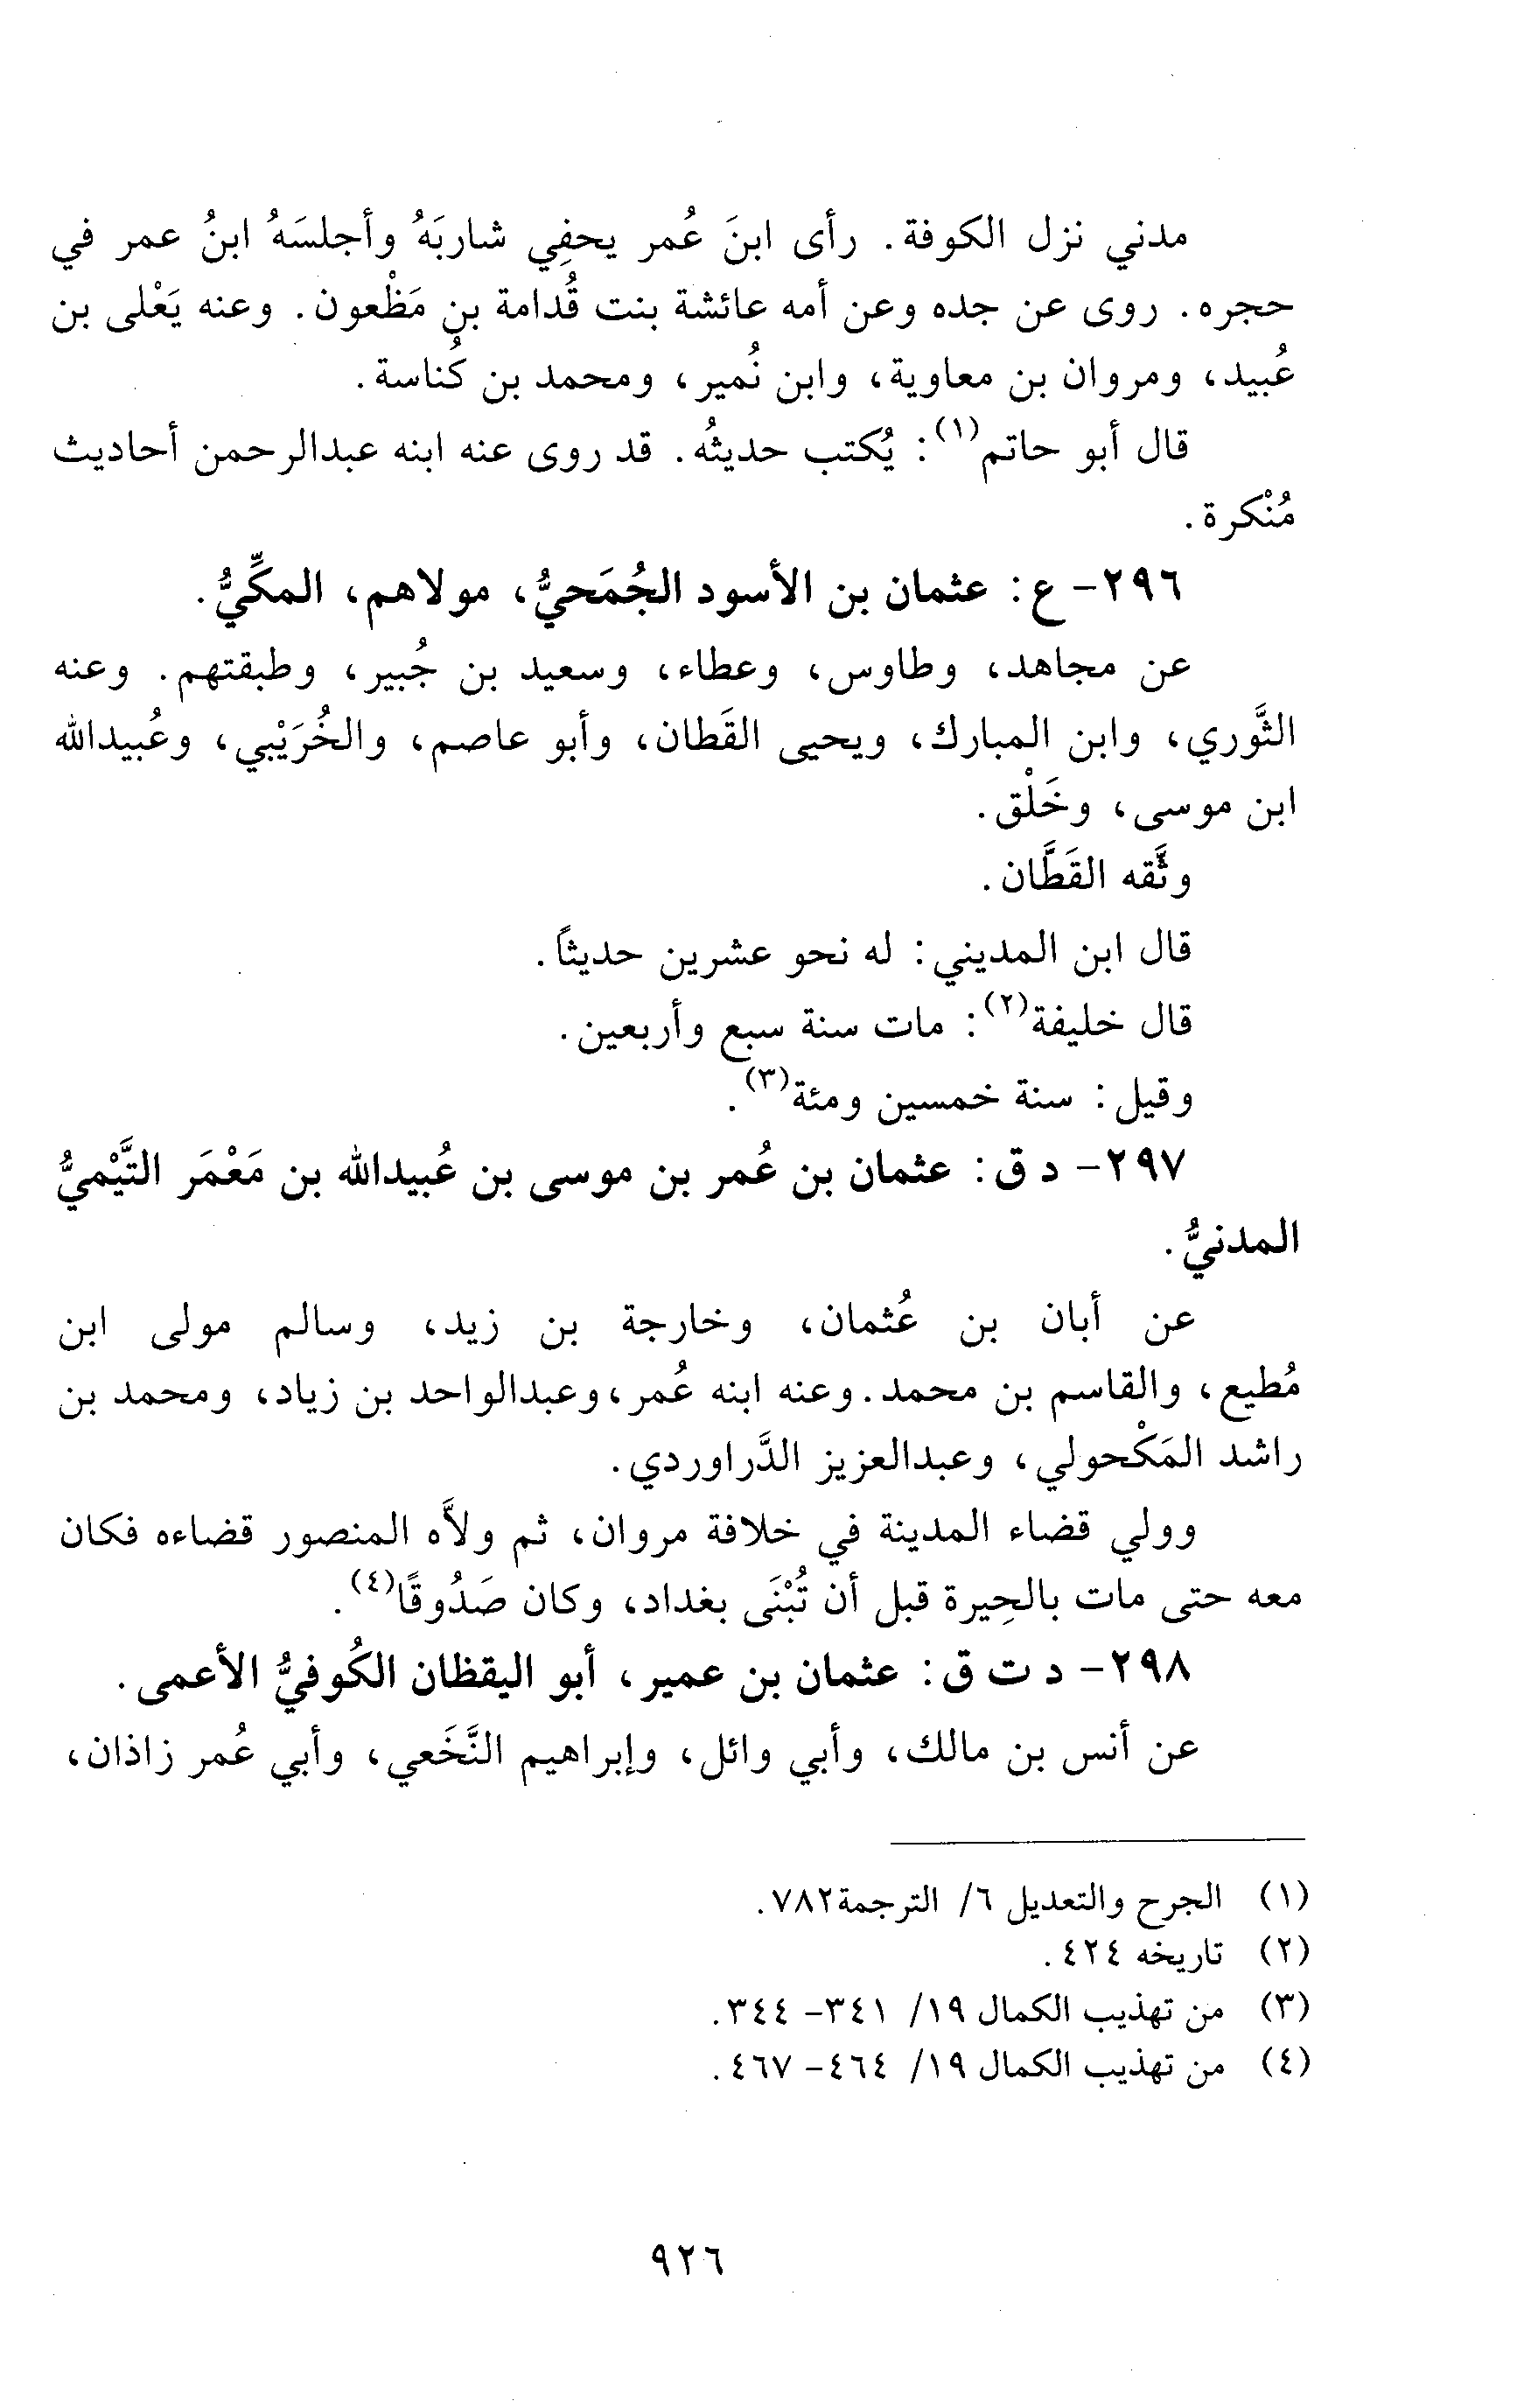 مدني نزل الكوفة. رأى ابنَ عُمر يحفِي شاربَهُ وأجلسَهُ ابنُ عمر في
حجره. روى عن جده وعن أمه عائشة بنت قُدامة بن مَظْعون. وعنه يَعْلى بن
عُبيد، ومروان بن معاوية، وابن نُمير، ومحمد بن كُناسة.
قال أبو حاتم(١): يُكتب حديثُه. قد روى عنه ابنه عبدالرحمن أحاديث
مُنْكرة.
٢٩٦- ع: عثمان بن الأسود الجُمَحيُّ، مولاهم، المكِّيُّ.
عن مجاهد، وطاوس، وعطاء، وسعيد بن جُبير، وطبقتهم. وعنه
الثَّوري، وابن المبارك، ويحيى القَطان، وأبو عاصم، والخُرَيْبي، وعُبيدالله
ابن موسى، وخَلْق.
وثَّقه القَطَّان.
قال ابن المديني: له نحو عشرين حديثاً.
قال خليفة(٢): مات سنة سبع وأربعين.
وقيل: سنة خمسين ومئة(٣).
٢٩٧- د ق: عثمان بن عُمر بن موسى بن عُبيدالله بن مَعْمَر التَّيْميُّ
المدنيُّ.
عن أبان بن عُثمان، وخارجة بن زيد، وسالم مولى ابن
مُطيع، والقاسم بن محمد. وعنه ابنه عُمر، وعبدالواحد بن زياد، ومحمد بن
راشد المَكْحولي، وعبدالعزيز الدَّراوردي.
وولي قضاء المدينة في خلافة مروان، ثم ولاَّه المنصور قضاءه فكان
معه حتى مات بالحِيرة قبل أن تُبْنَى بغداد، وكان صَدُوقًا(٤).
٢٩٨- د ت ق: عثمان بن عمير، أبو اليقظان الكُوفيُّ الأعمى.
عن أنس بن مالك، وأبي وائل، وإبراهيم النَّخَعي، وأبي عُمر زاذان،
(١) الجرح والتعديل ٦/ الترجمة٧٨٢.
(٢) تاريخه ٤٢٤.
(٣) من تهذيب الكمال ١٩/ ٣٤١- ٣٤٤.
(٤) من تهذيب الكمال ١٩/ ٤٦٤- ٤٦٧.
٩٢٦